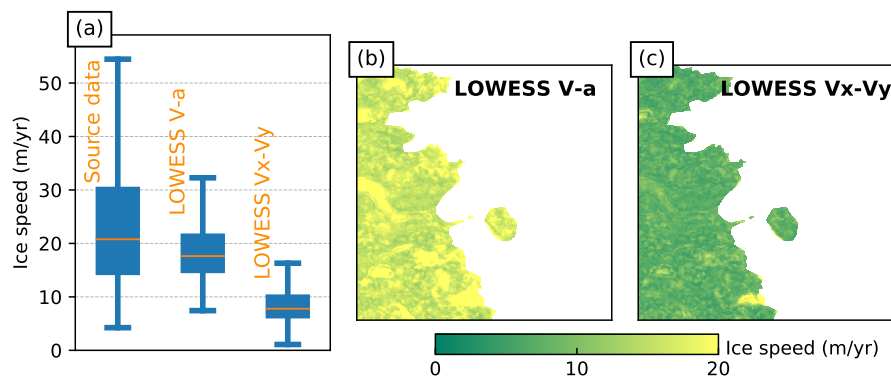 (a)
(b)
(c)
50
40
30
20
10
0
Ice speed (m/yr)
Source data
LOWESS V-a
LOWESS Vx-Vy
LOWESS V-a
LOWESS Vx-Vy
Ice speed (m/yr)
0
10
20